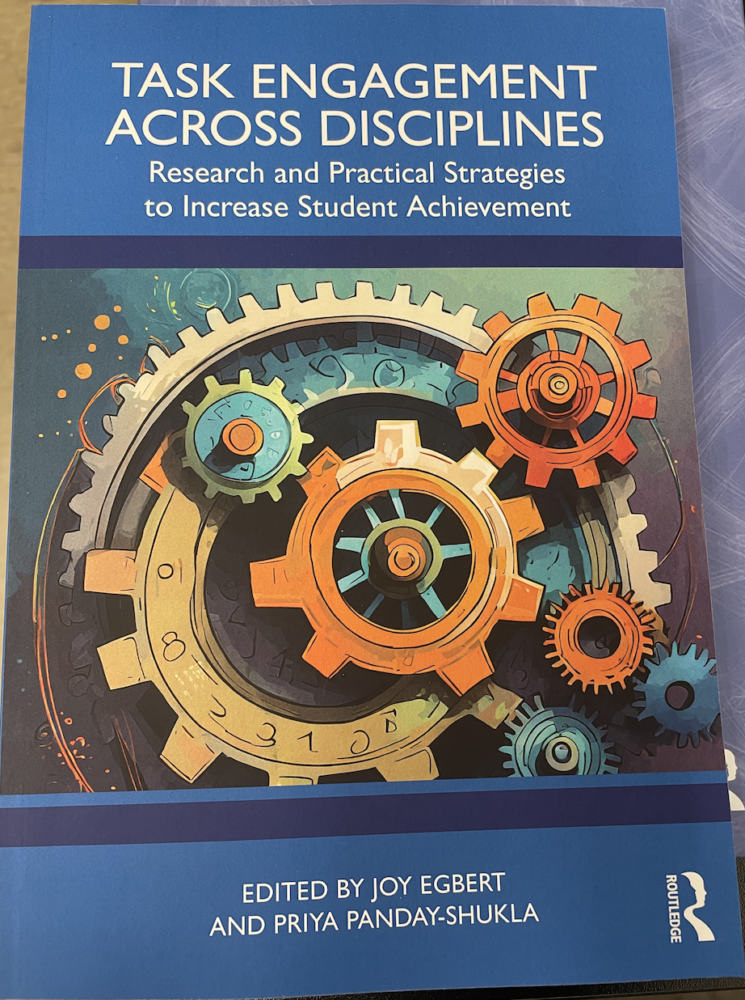 TASK ENGAGEMENT
ACROSS DISCIPLINES
Research and Practical Strategies
to Increase Student Achievement
EDITED BY JOY EGBERT
AND PRIYA PANDAY-SHUKLA
ROUTLEDGE